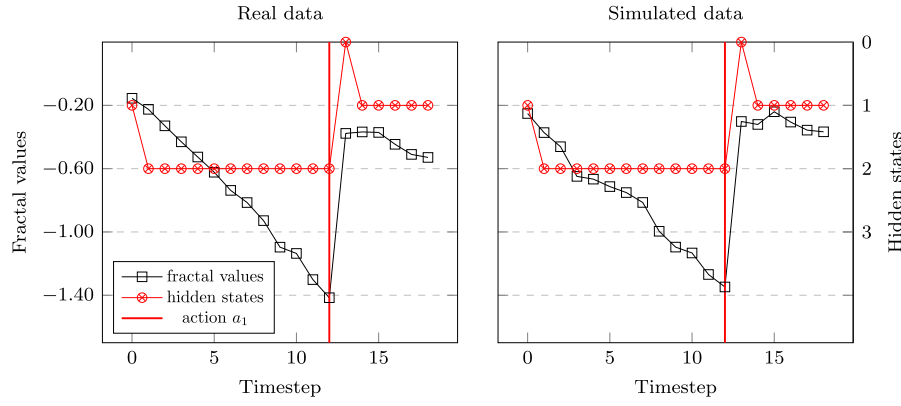 Real data
Simulated data
Fractal values
−0.20
−0.60
−1.00
−1.40
0
5
10
15
Timestep
fractal values
hidden states
action a₁
0
5
10
15
Timestep
0
1
2
3
Hidden states